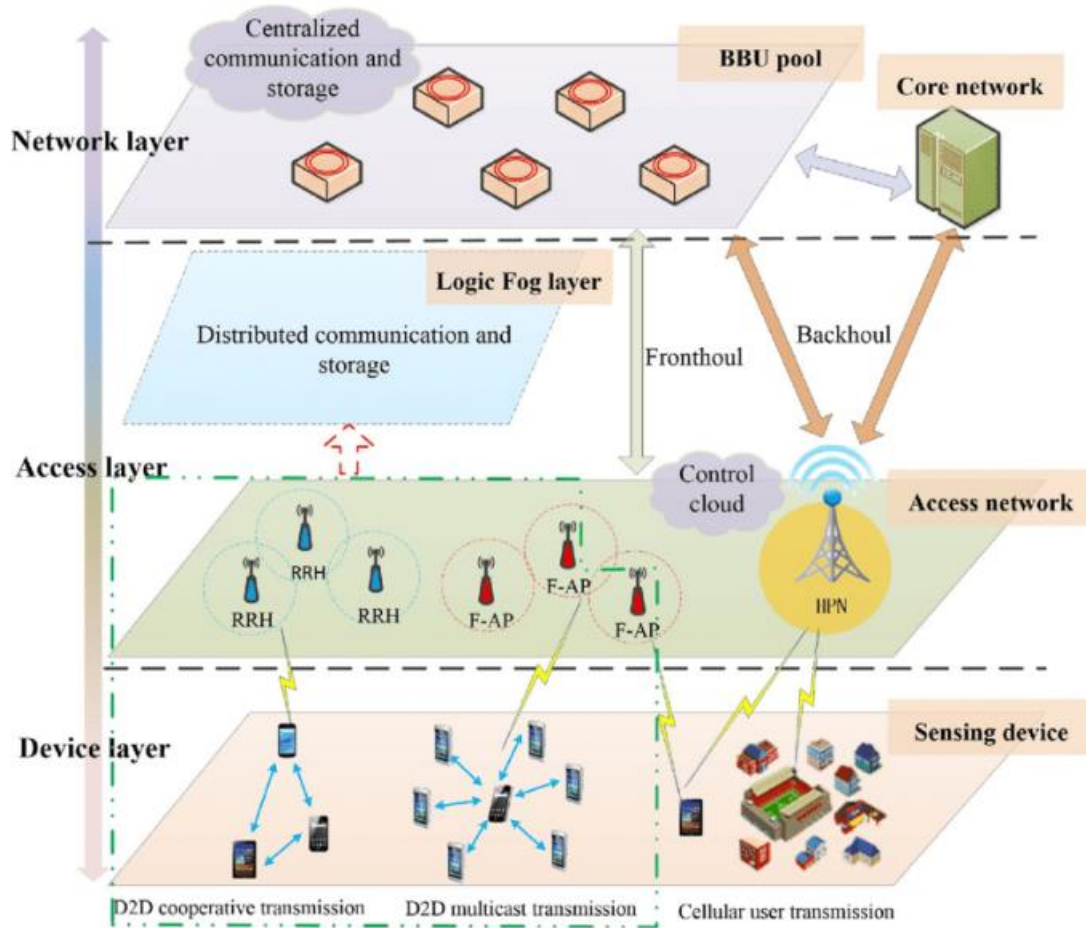 Centralized
communication and
storage
BBU pool
Core network
Network layer
Logic Fog layer
Distributed communication and
storage
Fronthoul
Backhoul
Access layer
Control
cloud
Access network
RRH
RRH
RRH
F-AP
F-AP
F-AP
HPN
Device layer
Sensing device
D2D cooperative transmission
D2D multicast transmission
Cellular user transmission